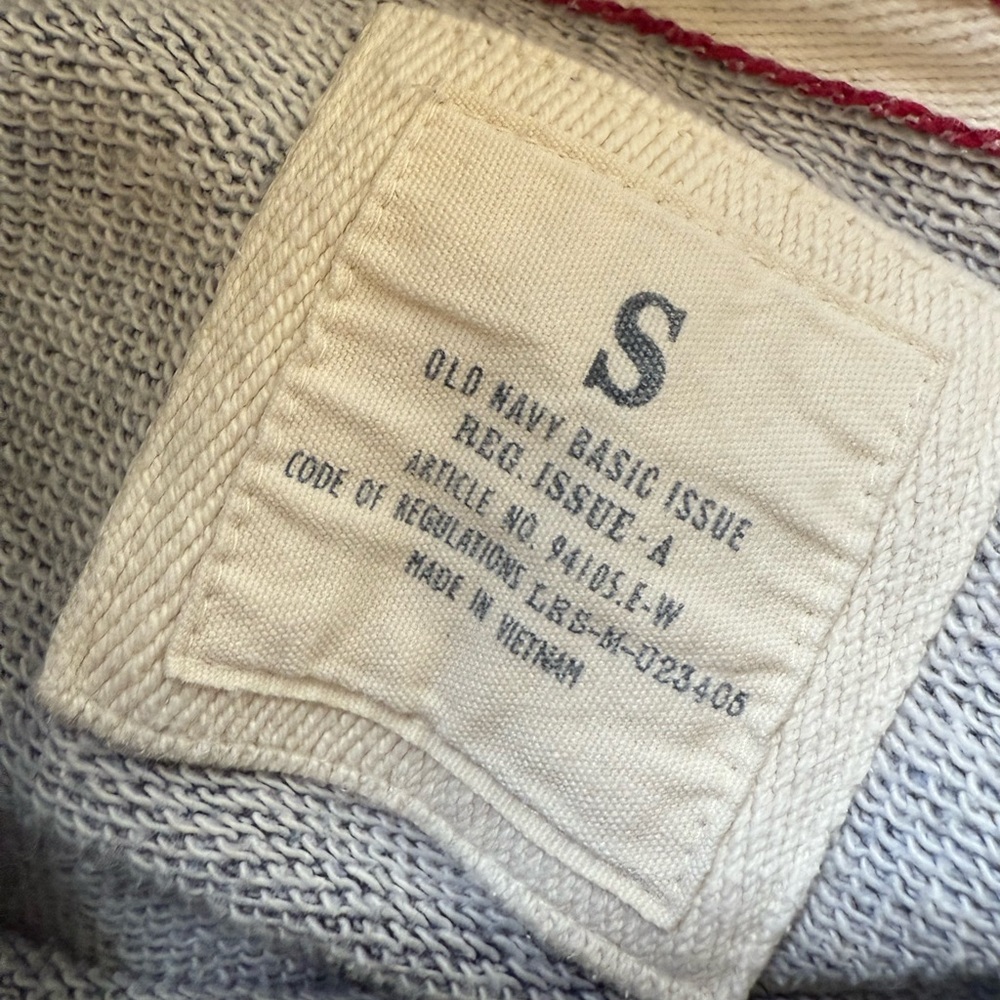 S
OLD NAVY BASIC ISSUE
REG. ISSUE-A
ARTICLE NO. 94105.E-W
CODE OF REGULATIONS LRS-M-023405
MADE IN VIETNAM